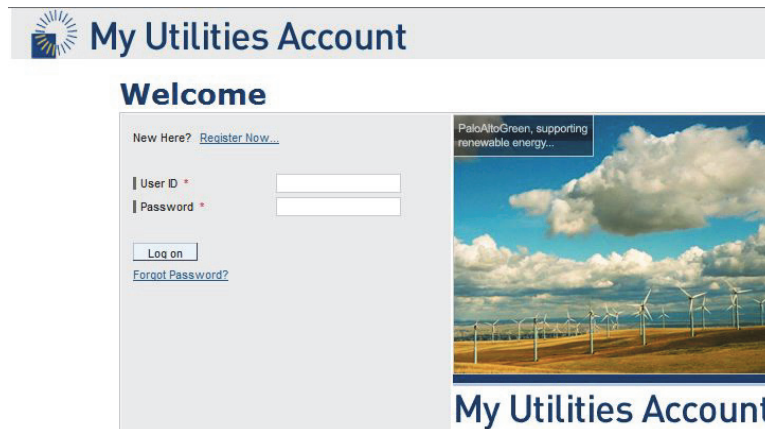 My Utilities Account
Welcome
New Here? Register Now...
User ID *
Password *
Log on
Forgot Password?
PaloAltoGreen, supporting
renewable energy...
My Utilities Account